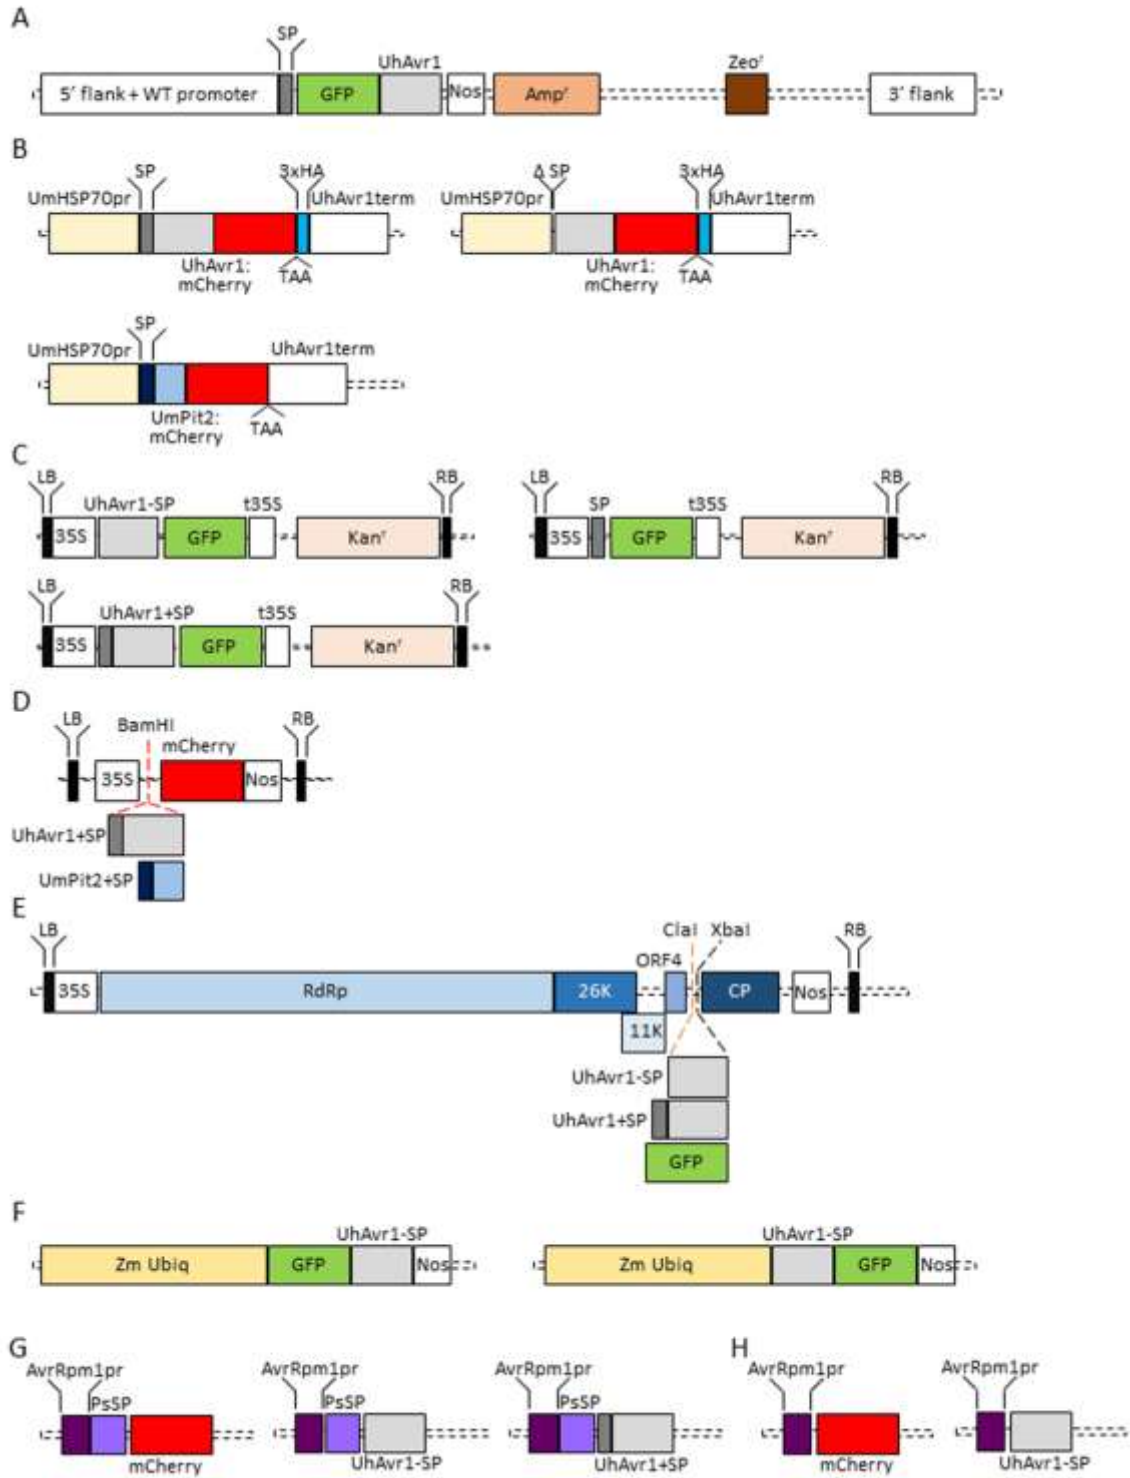 A
SP
UhAvr1
Zeoʳ
5′ flank + WT promoter
GFP
Nos
Ampʳ
3′ flank
B
SP
3xHA
UmHSP70pr
UhAvr1term
UhAvr1:
mCherry
TAA
Δ SP
3xHA
UmHSP70pr
UhAvr1term
UhAvr1:
mCherry
TAA
SP
UmHSP70pr
UhAvr1term
UmPit2:
mCherry
TAA
C
LB
RB
UhAvr1-SP
t35S
35S
GFP
Kanʳ
LB
RB
SP
t35S
35S
GFP
Kanʳ
LB
RB
UhAvr1+SP
t35S
35S
GFP
Kanʳ
D
LB
BamHI
RB
mCherry
35S
Nos
UhAvr1+SP
UmPit2+SP
E
LB
ClaI
XbaI
RB
ORF4
35S
RdRp
26K
CP
Nos
11K
UhAvr1-SP
UhAvr1+SP
GFP
F
UhAvr1-SP
Zm Ubiq
GFP
Nos
UhAvr1-SP
Zm Ubiq
GFP
Nos
G
AvrRpm1pr
PsSP
mCherry
AvrRpm1pr
PsSP
UhAvr1-SP
AvrRpm1pr
PsSP
UhAvr1+SP
H
AvrRpm1pr
mCherry
AvrRpm1pr
UhAvr1-SP